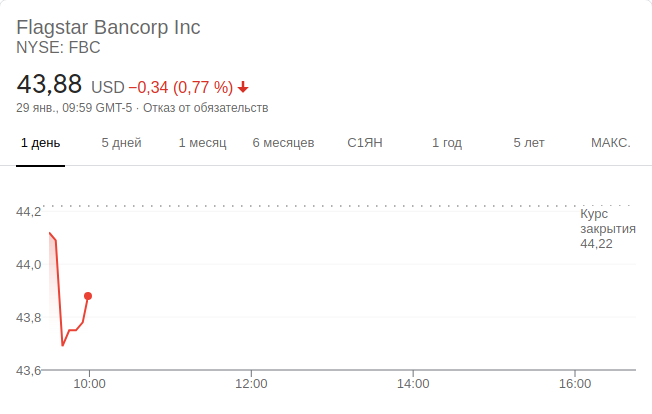 Flagstar Bancorp Inc
NYSE: FBC
43,88 USD −0,34 (0,77 %)
29 янв., 09:59 GMT-5 · Отказ от обязательств
1 день 5 дней 1 месяц 6 месяцев С1ЯН 1 год 5 лет МАКС.
44,2
Курс
закрытия
44,22
44,0
43,8
43,6
10:00 12:00 14:00 16:00